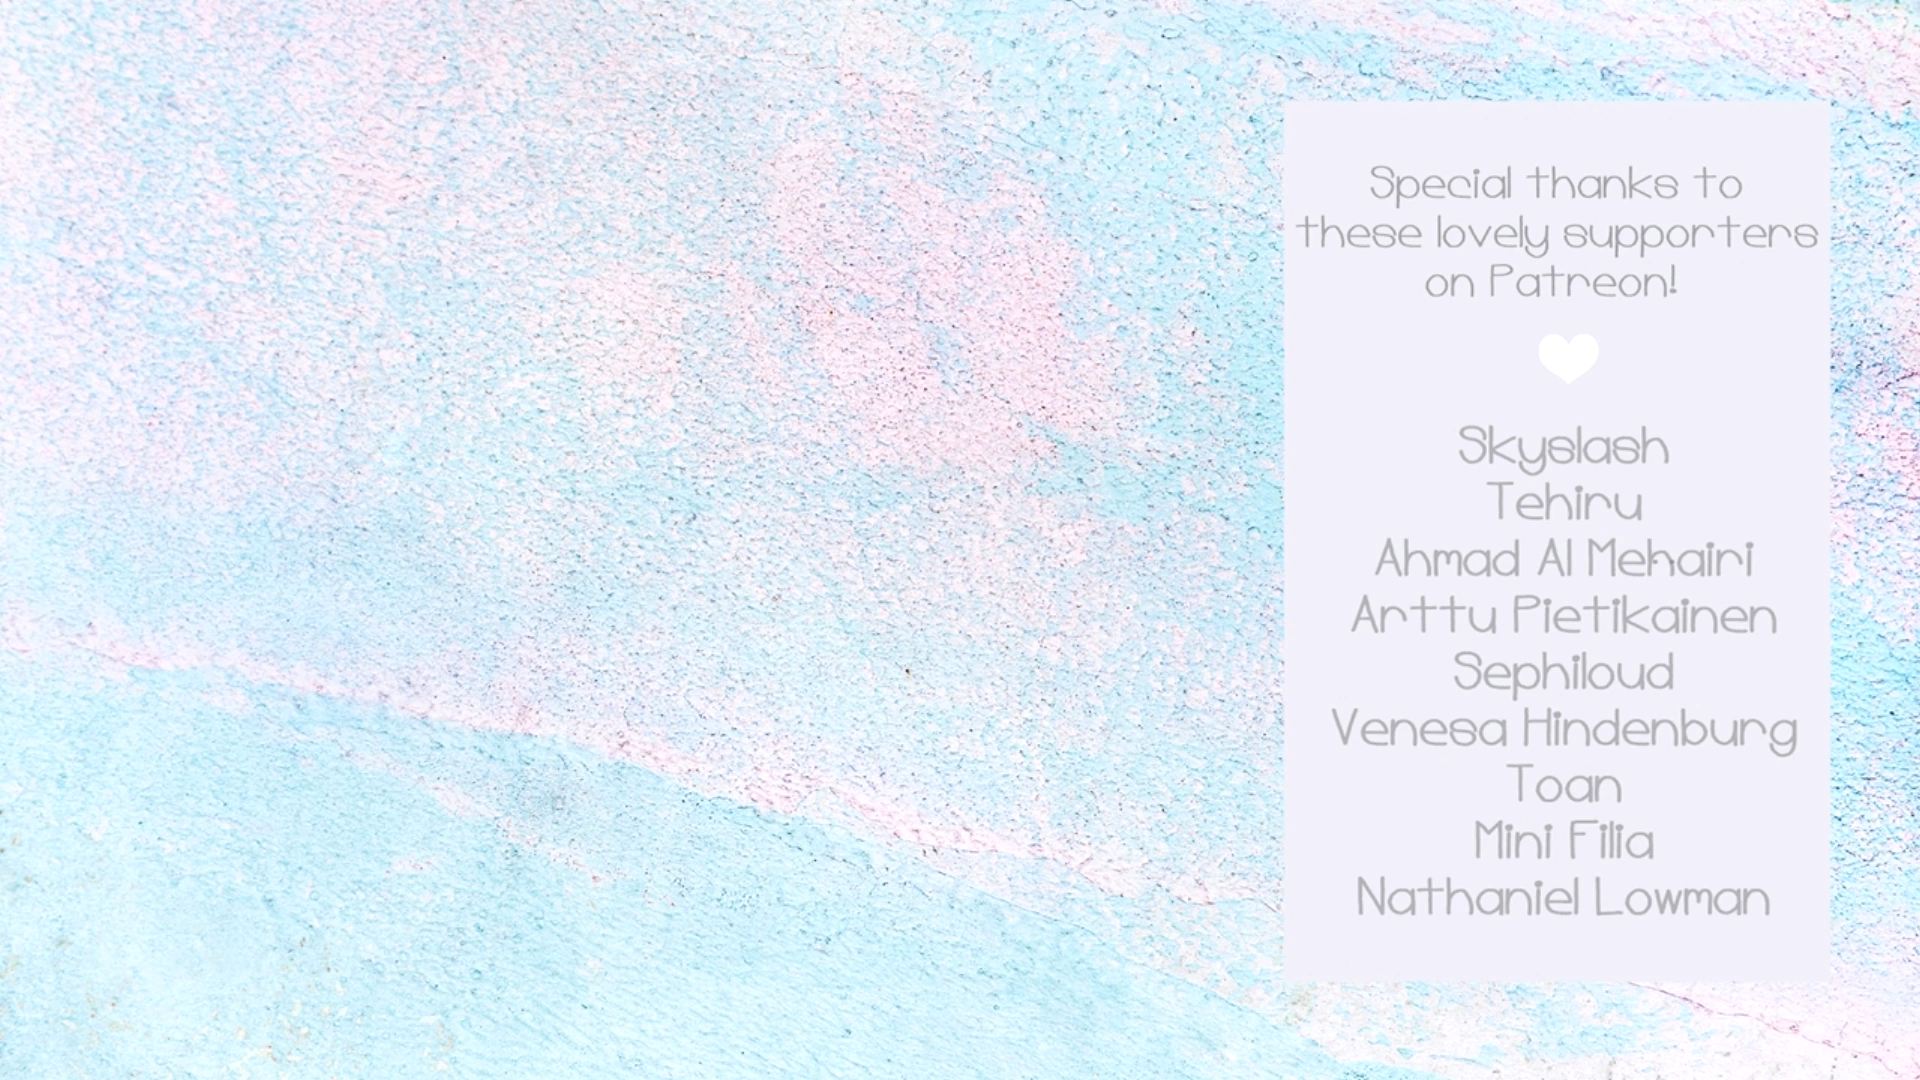 Special thanks to
these lovely supporters
on Patreon!
Skyslash
Tehiru
Ahmad Al Mehairi
Arttu Pietikainen
Sephiloud
Venesa Hindenburg
Toan
Mini Filia
Nathaniel Lowman